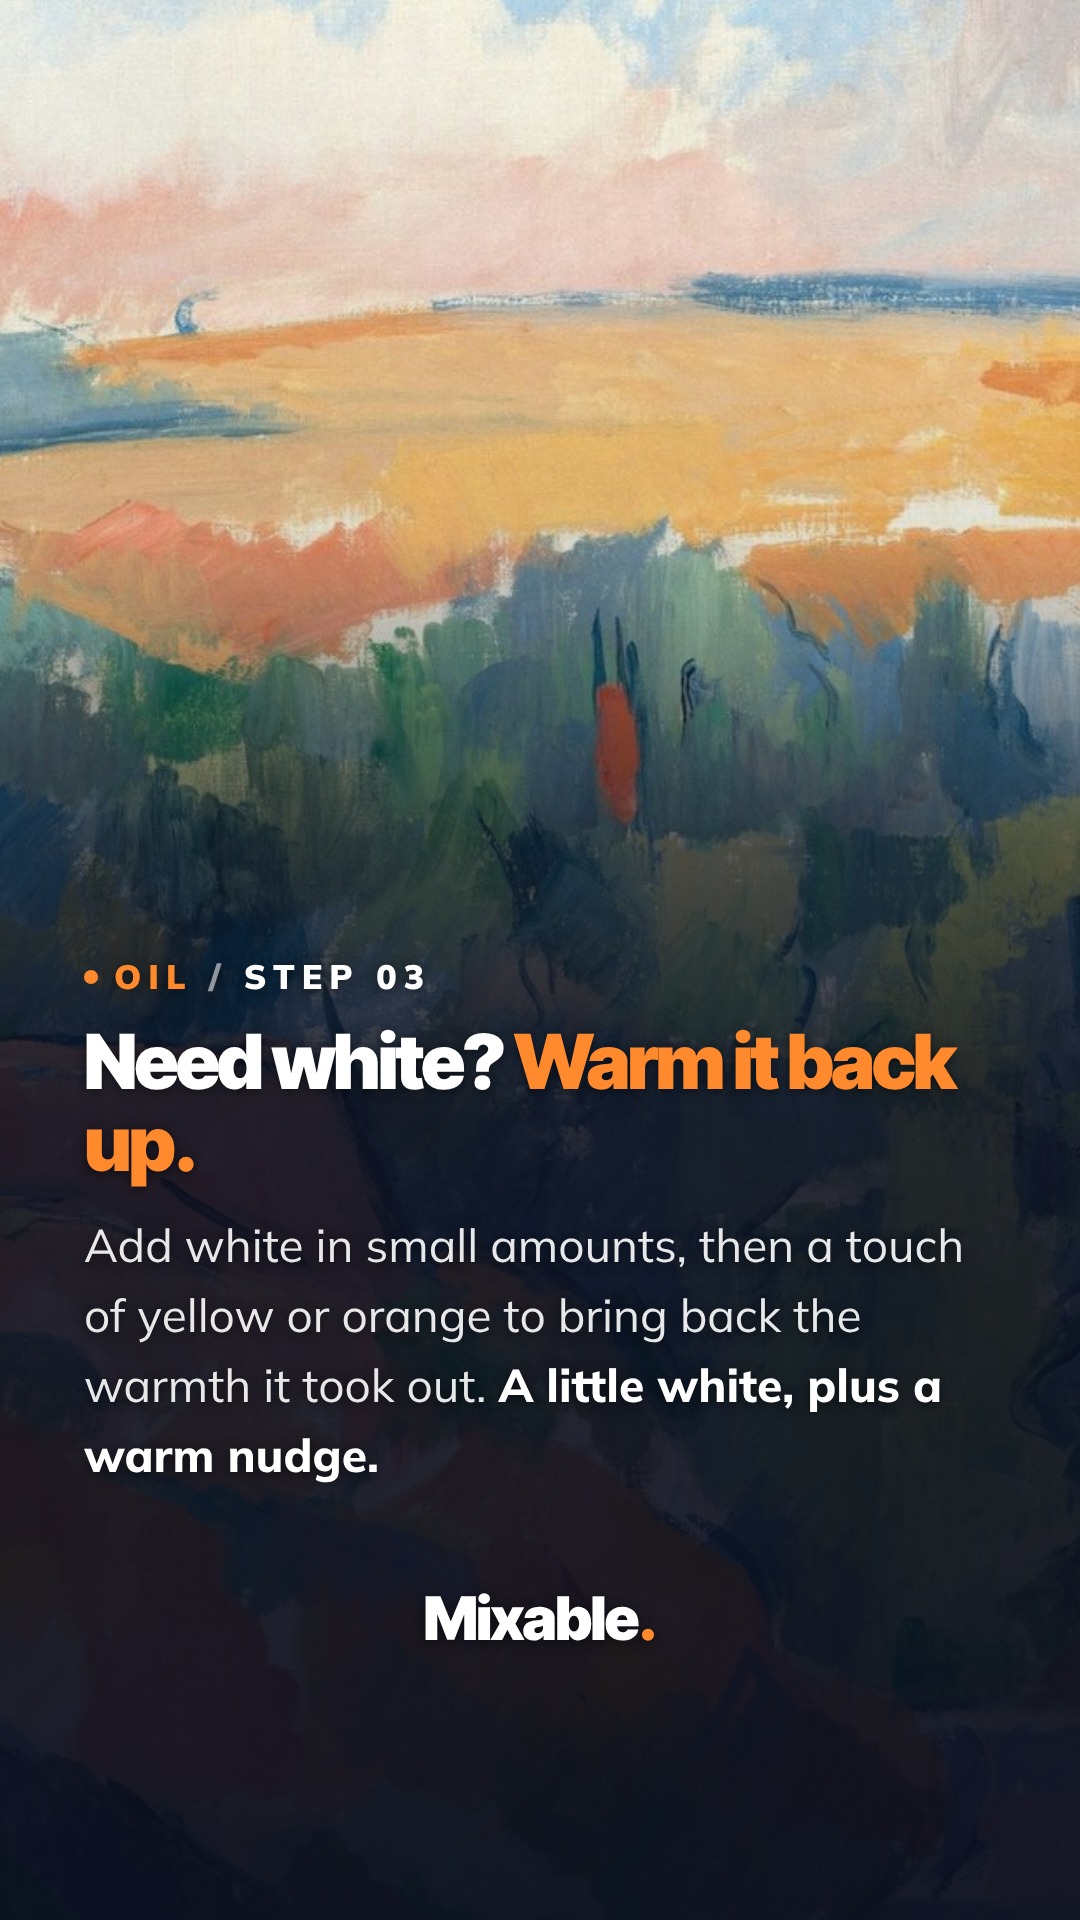 • OIL / STEP 03
Need white? Warm it back
up.
Add white in small amounts, then a touch
of yellow or orange to bring back the
warmth it took out. A little white, plus a
warm nudge.
Mixable.